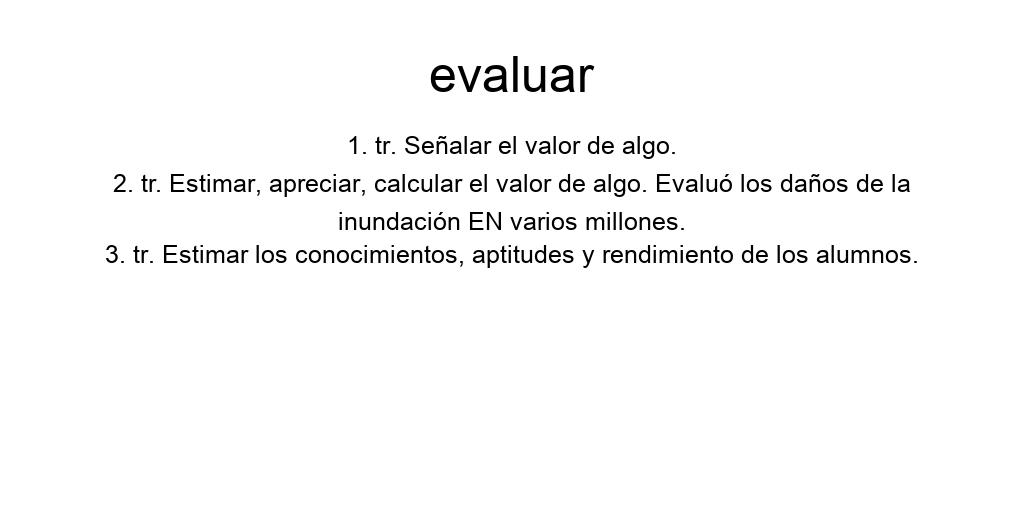 evaluar
1. tr. Señalar el valor de algo.
2. tr. Estimar, apreciar, calcular el valor de algo. Evaluó los daños de la
inundación EN varios millones.
3. tr. Estimar los conocimientos, aptitudes y rendimiento de los alumnos.